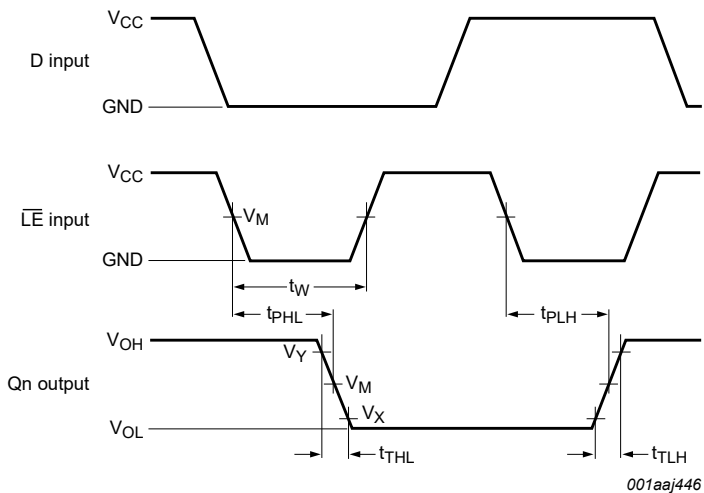 VCC
D input
GND
VCC
LE input
VM
GND
tW
tPHL
tPLH
VOH
VY
Qn output
VM
VX
VOL
tTHL
tTLH
001aaj446